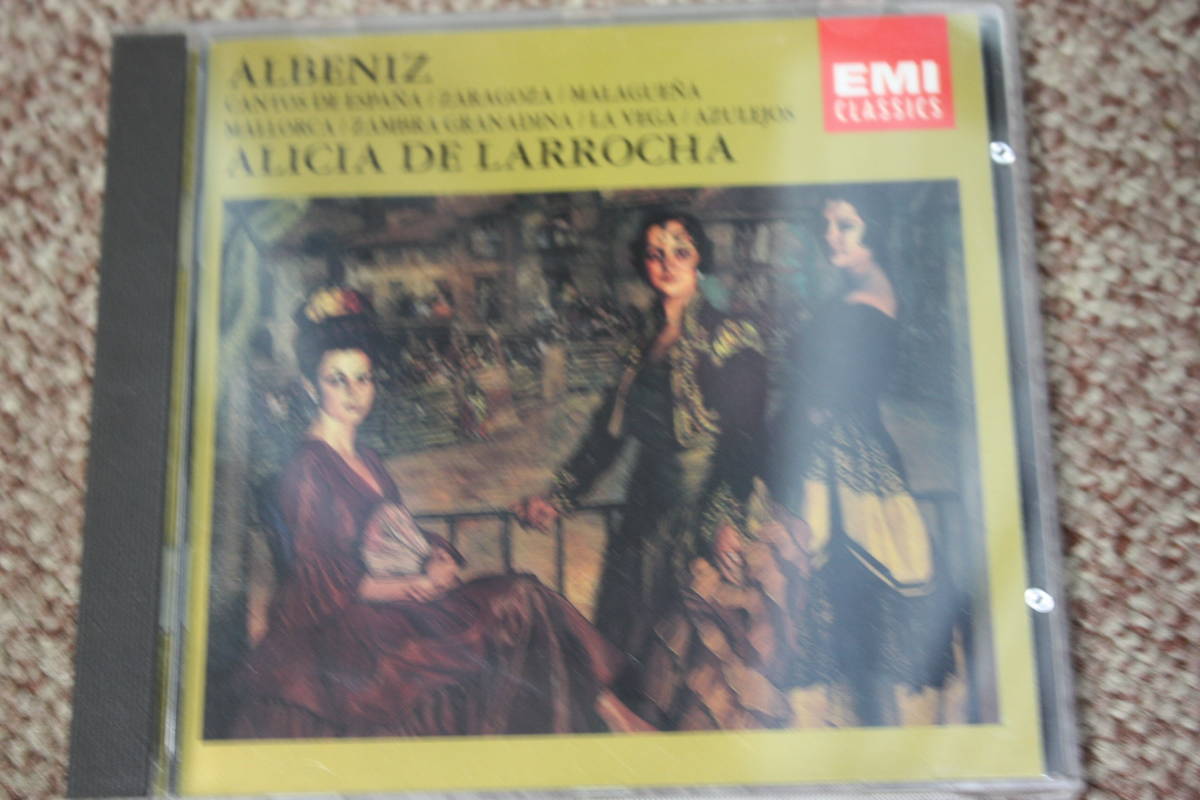 ALBENIZ
CANTOS DE ESPAÑA / ZARAGOZA / MALAGUEÑA
MALLORCA / ZAMBRA GRANADINA / LA VEGA / AZULEJOS
ALICIA DE LARROCHA
EMI
CLASSICS